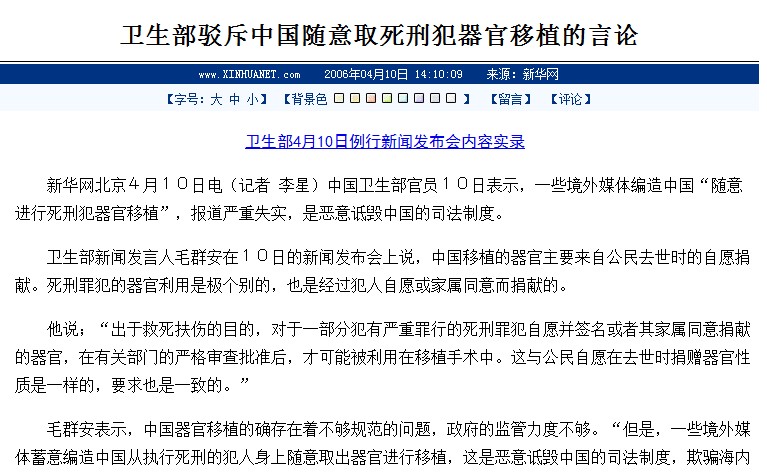 卫生部驳斥中国随意取死刑犯器官移植的言论
www.XINHUANET.com 2006年04月10日 14:10:09 来源：新华网
【字号：大 中 小】 【背景色 】 【留言】 【评论】
卫生部4月10日例行新闻发布会内容实录
新华网北京４月１０日电（记者 李星）中国卫生部官员１０日表示，一些境外媒体编造中国“随意
进行死刑犯器官移植”，报道严重失实，是恶意诋毁中国的司法制度。
卫生部新闻发言人毛群安在１０日的新闻发布会上说，中国移植的器官主要来自公民去世时的自愿捐
献。死刑罪犯的器官利用是极个别的，也是经过犯人自愿或家属同意而捐献的。
他说：“出于救死扶伤的目的，对于一部分犯有严重罪行的死刑罪犯自愿并签名或者其家属同意捐献
的器官，在有关部门的严格审查批准后，才可能被利用在移植手术中。这与公民自愿在去世时捐赠器官性
质是一样的，要求也是一致的。”
毛群安表示，中国器官移植的确存在着不够规范的问题，政府的监管力度不够。“但是，一些境外媒
体蓄意编造中国从执行死刑的犯人身上随意取出器官进行移植，这是恶意诋毁中国的司法制度，欺骗海内